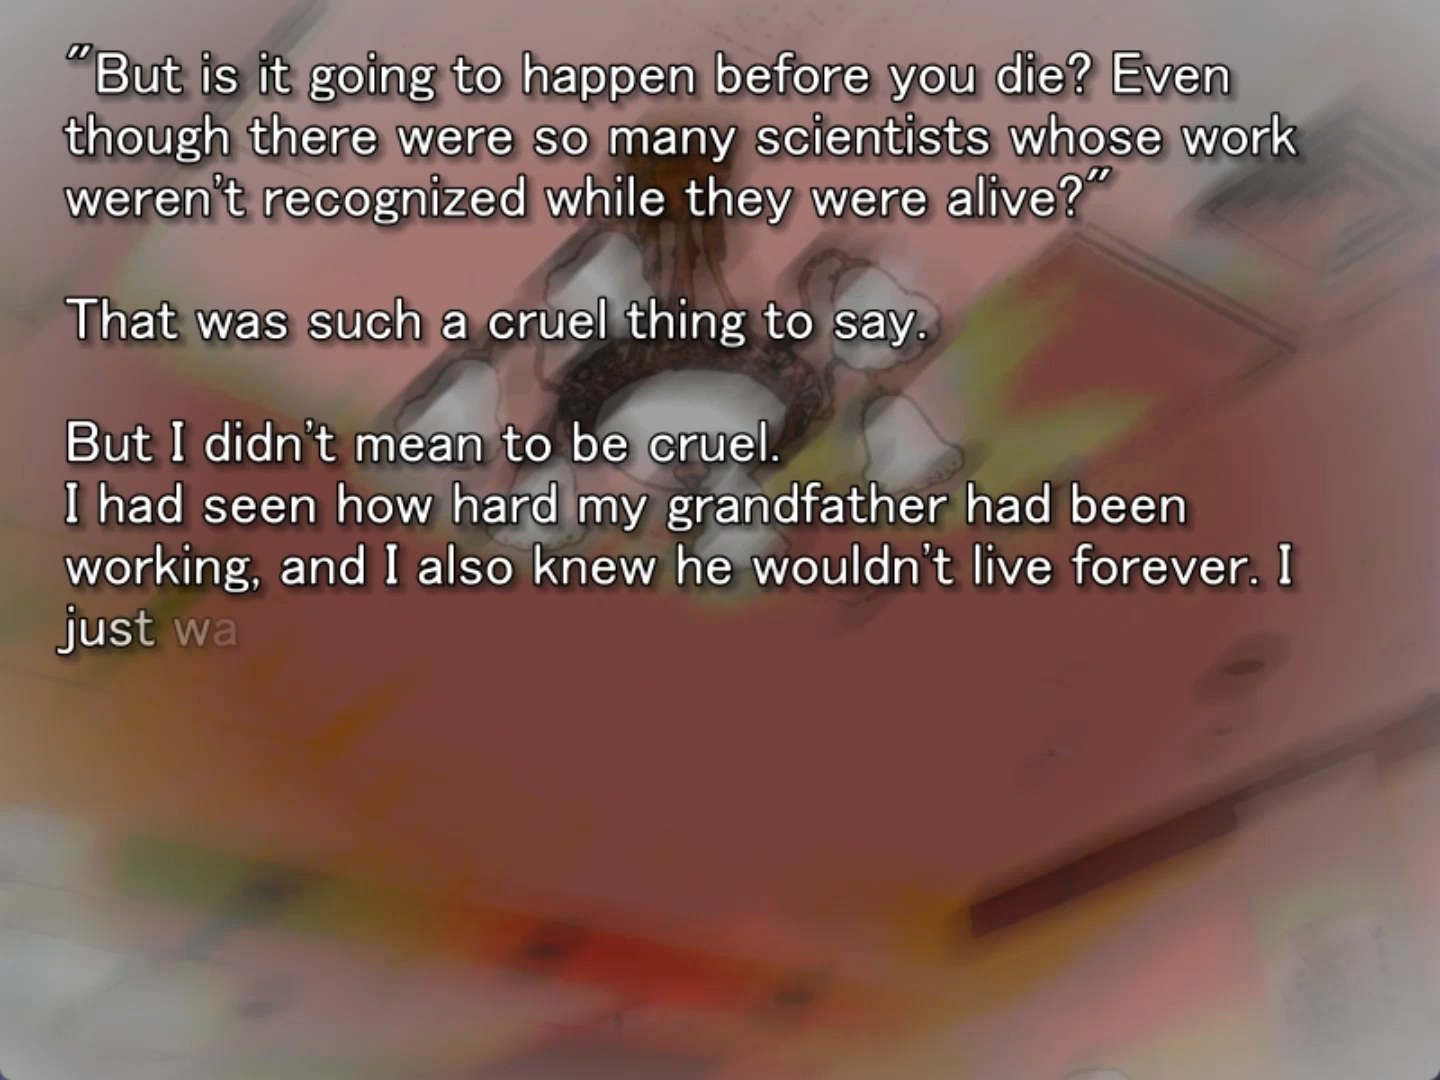 "But is it going to happen before you die? Even
though there were so many scientists whose work
weren't recognized while they were alive?"
That was such a cruel thing to say.
But I didn't mean to be cruel.
I had seen how hard my grandfather had been
working, and I also knew he wouldn't live forever. I
just wa